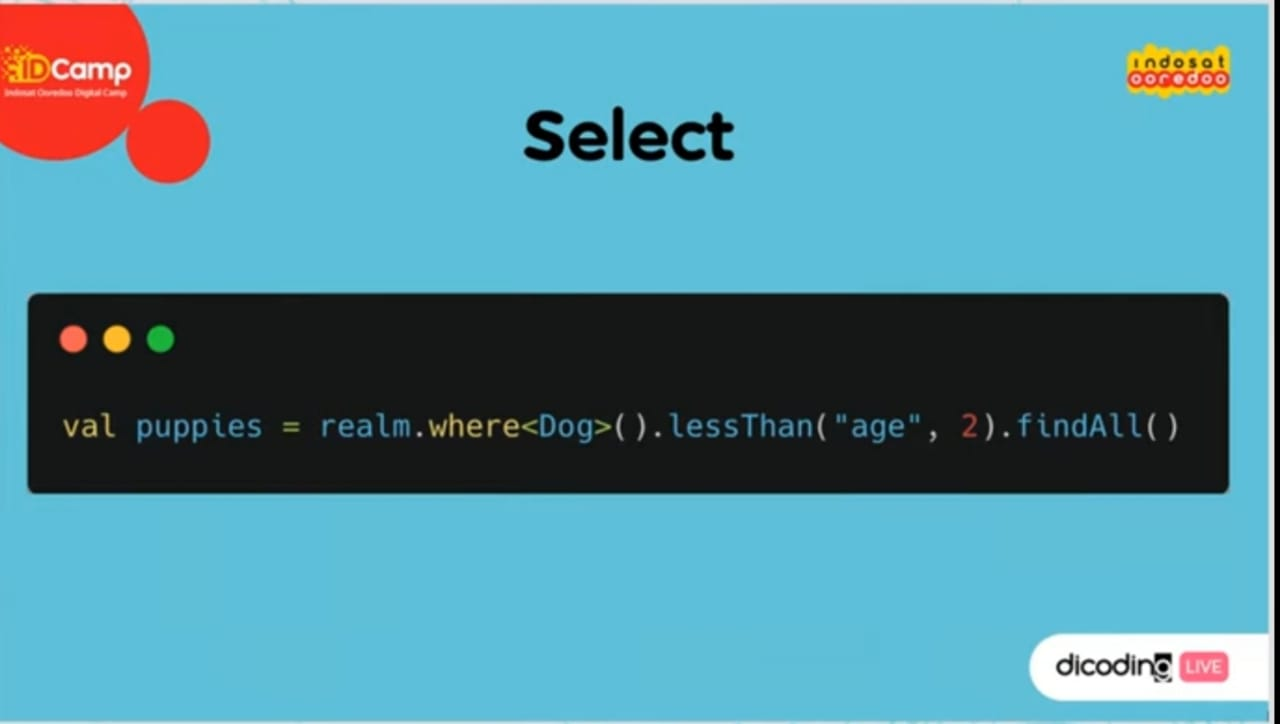 iDCamp
Indosat Ooredoo Digital Camp
indosat
ooredoo
Select
val puppies = realm.where<Dog>().lessThan("age", 2).findAll()
dicoding LIVE